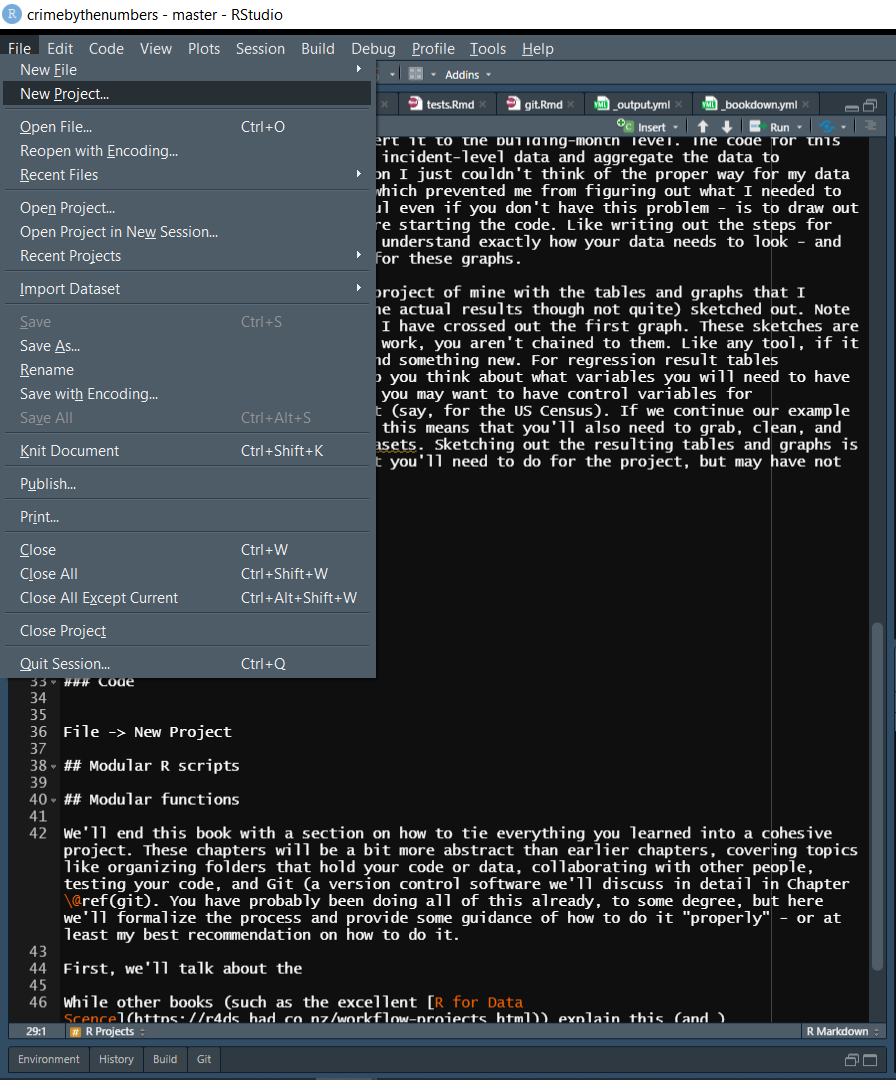 crimebythenumbers - master - RStudio
File Edit Code View Plots Session Build Debug Profile Tools Help
New File
New Project...
Open File... Ctrl+O
Reopen with Encoding...
Recent Files
Open Project...
Open Project in New Session...
Recent Projects
Import Dataset
Save Ctrl+S
Save As...
Rename
Save with Encoding...
Save All Ctrl+Alt+S
Knit Document Ctrl+Shift+K
Publish...
Print...
Close Ctrl+W
Close All Ctrl+Shift+W
Close All Except Current Ctrl+Alt+Shift+W
Close Project
Quit Session... Ctrl+Q
Addins
tests.Rmd git.Rmd _output.yml _bookdown.yml
Insert Run
ert it to the building-month level. The code for this
incident-level data and aggregate the data to
on I just couldn't think of the proper way for my data
which prevented me from figuring out what I needed to
ul even if you don't have this problem - is to draw out
re starting the code. Like writing out the steps for
understand exactly how your data needs to look - and
for these graphs.
project of mine with the tables and graphs that I
he actual results though not quite) sketched out. Note
I have crossed out the first graph. These sketches are
work, you aren't chained to them. Like any tool, if it
nd something new. For regression result tables
o you think about what variables you will need to have
you may want to have control variables for
t (say, for the US Census). If we continue our example
this means that you'll also need to grab, clean, and
asets. Sketching out the resulting tables and graphs is
t you'll need to do for the project, but may have not
33 ### Code
34
35
36 File -> New Project
37
38 ## Modular R scripts
39
40 ## Modular functions
41
42 We'll end this book with a section on how to tie everything you learned into a cohesive
project. These chapters will be a bit more abstract than earlier chapters, covering topics
like organizing folders that hold your code or data, collaborating with other people,
testing your code, and Git (a version control software we'll discuss in detail in Chapter
\@ref(git). You have probably been doing all of this already, to some degree, but here
we'll formalize the process and provide some guidance of how to do it "properly" - or at
least my best recommendation on how to do it.
43
44 First, we'll talk about the
45
46 While other books (such as the excellent [R for Data
Scence](https://r4ds.had.co.nz/workflow-projects.html)) explain this (and )
29:1 # R Projects R Markdown
Environment History Build Git